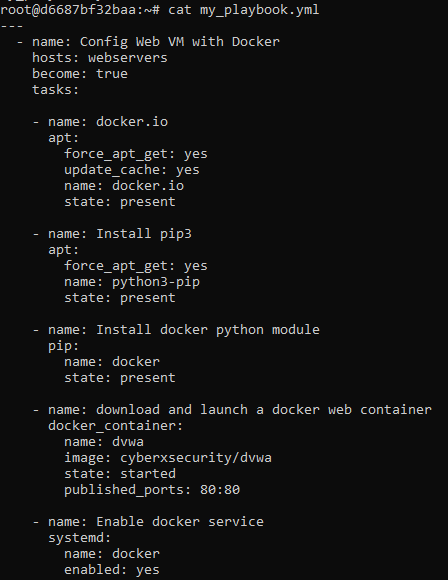 root@d6687bf32baa:~# cat my_playbook.yml
---
  - name: Config Web VM with Docker
    hosts: webservers
    become: true
    tasks:

    - name: docker.io
      apt:
        force_apt_get: yes
        update_cache: yes
        name: docker.io
        state: present

    - name: Install pip3
      apt:
        force_apt_get: yes
        name: python3-pip
        state: present

    - name: Install docker python module
      pip:
        name: docker
        state: present

    - name: download and launch a docker web container
      docker_container:
        name: dvwa
        image: cyberxsecurity/dvwa
        state: started
        published_ports: 80:80

    - name: Enable docker service
      systemd:
        name: docker
        enabled: yes